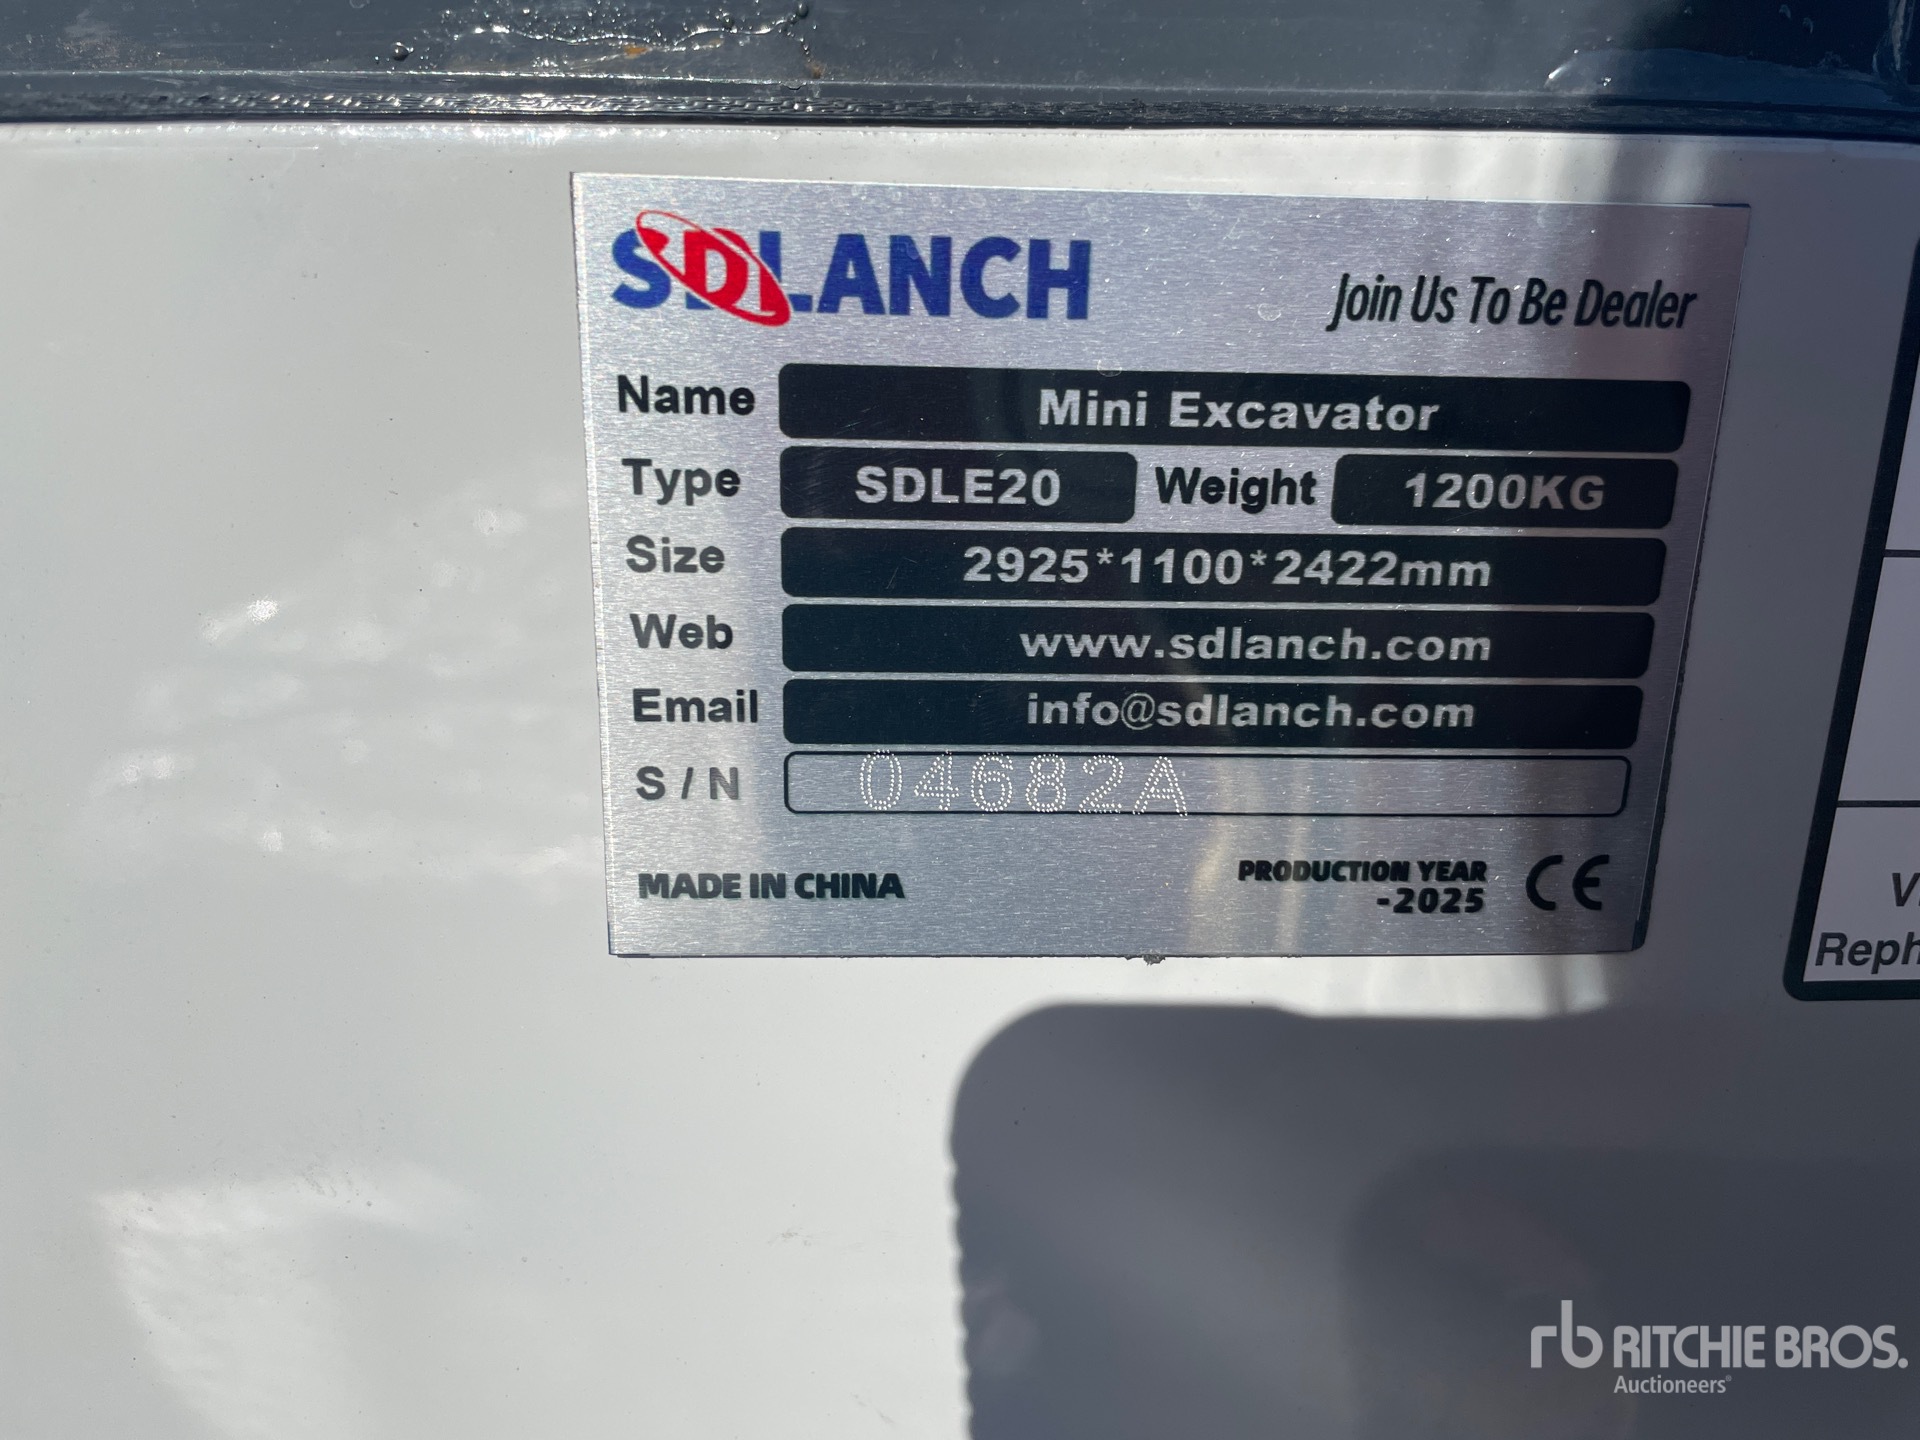 SDLANCH
Join Us To Be Dealer
Name Mini Excavator
Type SDLE20 Weight 1200KG
Size 2925*1100*2422mm
Web www.sdlanch.com
Email info@sdlanch.com
S / N 04682A
MADE IN CHINA
PRODUCTION YEAR
-2025
CE
rb RITCHIE BROS.
Auctioneers